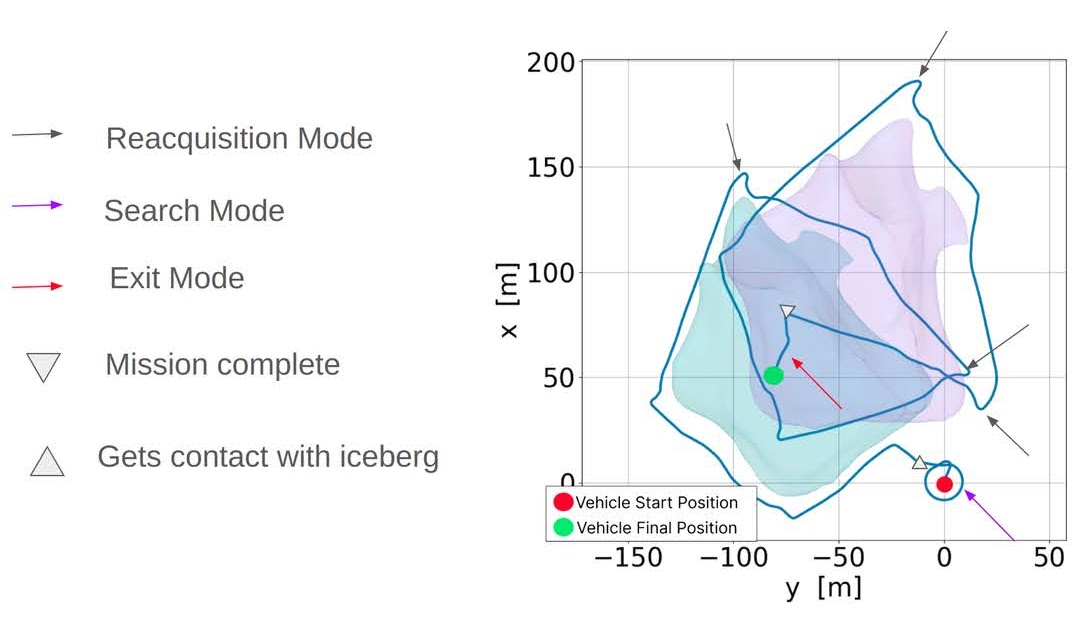 Reacquisition Mode
Search Mode
Exit Mode
Mission complete
Gets contact with iceberg
200
150
100
50
0
x [m]
Vehicle Start Position
Vehicle Final Position
−150 −100 −50 0 50
y [m]